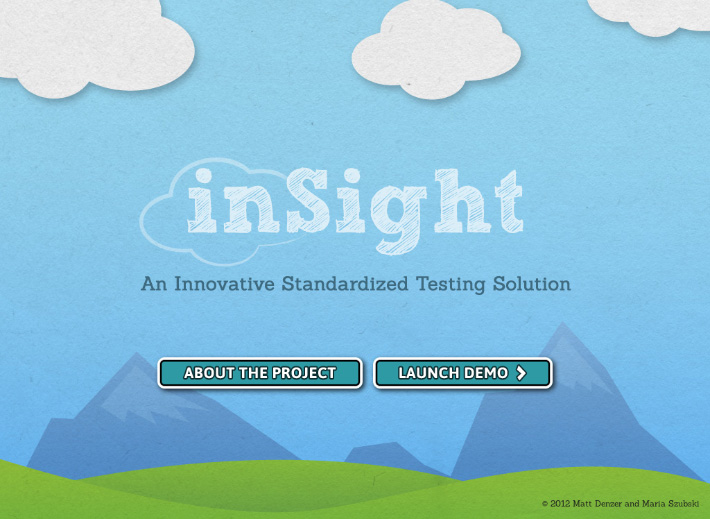 inSight
An Innovative Standardized Testing Solution
ABOUT THE PROJECT
LAUNCH DEMO
© 2012 Matt Denzer and Maria Szubski